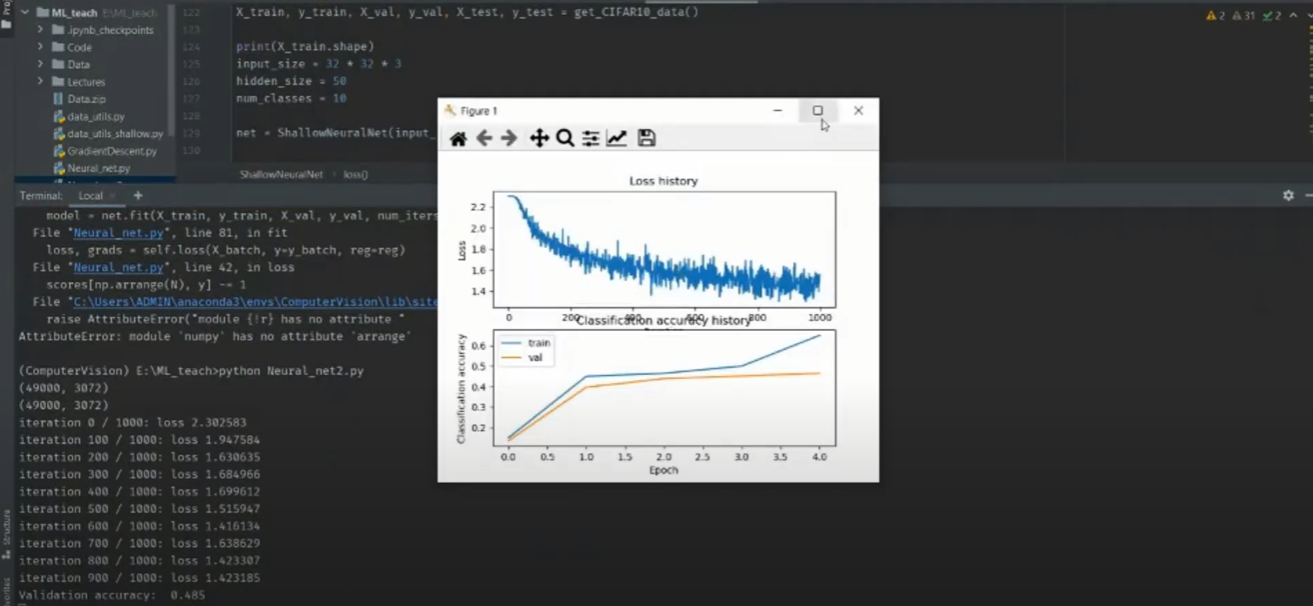 ML_teach E:\ML_teach
.ipynb_checkpoints
Code
Data
Lectures
Data.zip
data_utils.py
data_utils_shallow.py
GradientDescent.py
Neural_net.py
122 X_train, y_train, X_val, y_val, X_test, y_test = get_CIFAR10_data()
123
124 print(X_train.shape)
125 input_size = 32 * 32 * 3
126 hidden_size = 50
127 num_classes = 10
128
129 net = ShallowNeuralNet(input_
130
2 31 2
ShallowNeuralNet › loss()
Terminal: Local × +
model = net.fit(X_train, y_train, X_val, y_val, num_iters
File "Neural_net.py", line 81, in fit
loss, grads = self.loss(X_batch, y=y_batch, reg=reg)
File "Neural_net.py", line 42, in loss
scores[np.arrange(N), y] -= 1
File "C:\Users\ADMIN\anaconda3\envs\ComputerVision\lib\site
raise AttributeError("module {!r} has no attribute "
AttributeError: module 'numpy' has no attribute 'arrange'
(ComputerVision) E:\ML_teach>python Neural_net2.py
(49000, 3072)
(49000, 3072)
iteration 0 / 1000: loss 2.302583
iteration 100 / 1000: loss 1.947584
iteration 200 / 1000: loss 1.630635
iteration 300 / 1000: loss 1.684966
iteration 400 / 1000: loss 1.699612
iteration 500 / 1000: loss 1.515947
iteration 600 / 1000: loss 1.416134
iteration 700 / 1000: loss 1.638629
iteration 800 / 1000: loss 1.423307
iteration 900 / 1000: loss 1.423185
Validation accuracy: 0.485
Figure 1
Loss history
Loss
2.2
2.0
1.8
1.6
1.4
0 200 400 600 800 1000
Classification accuracy history
Classification accuracy
train
val
0.6
0.5
0.4
0.3
0.2
0.0 0.5 1.0 1.5 2.0 2.5 3.0 3.5 4.0
Epoch
Structure